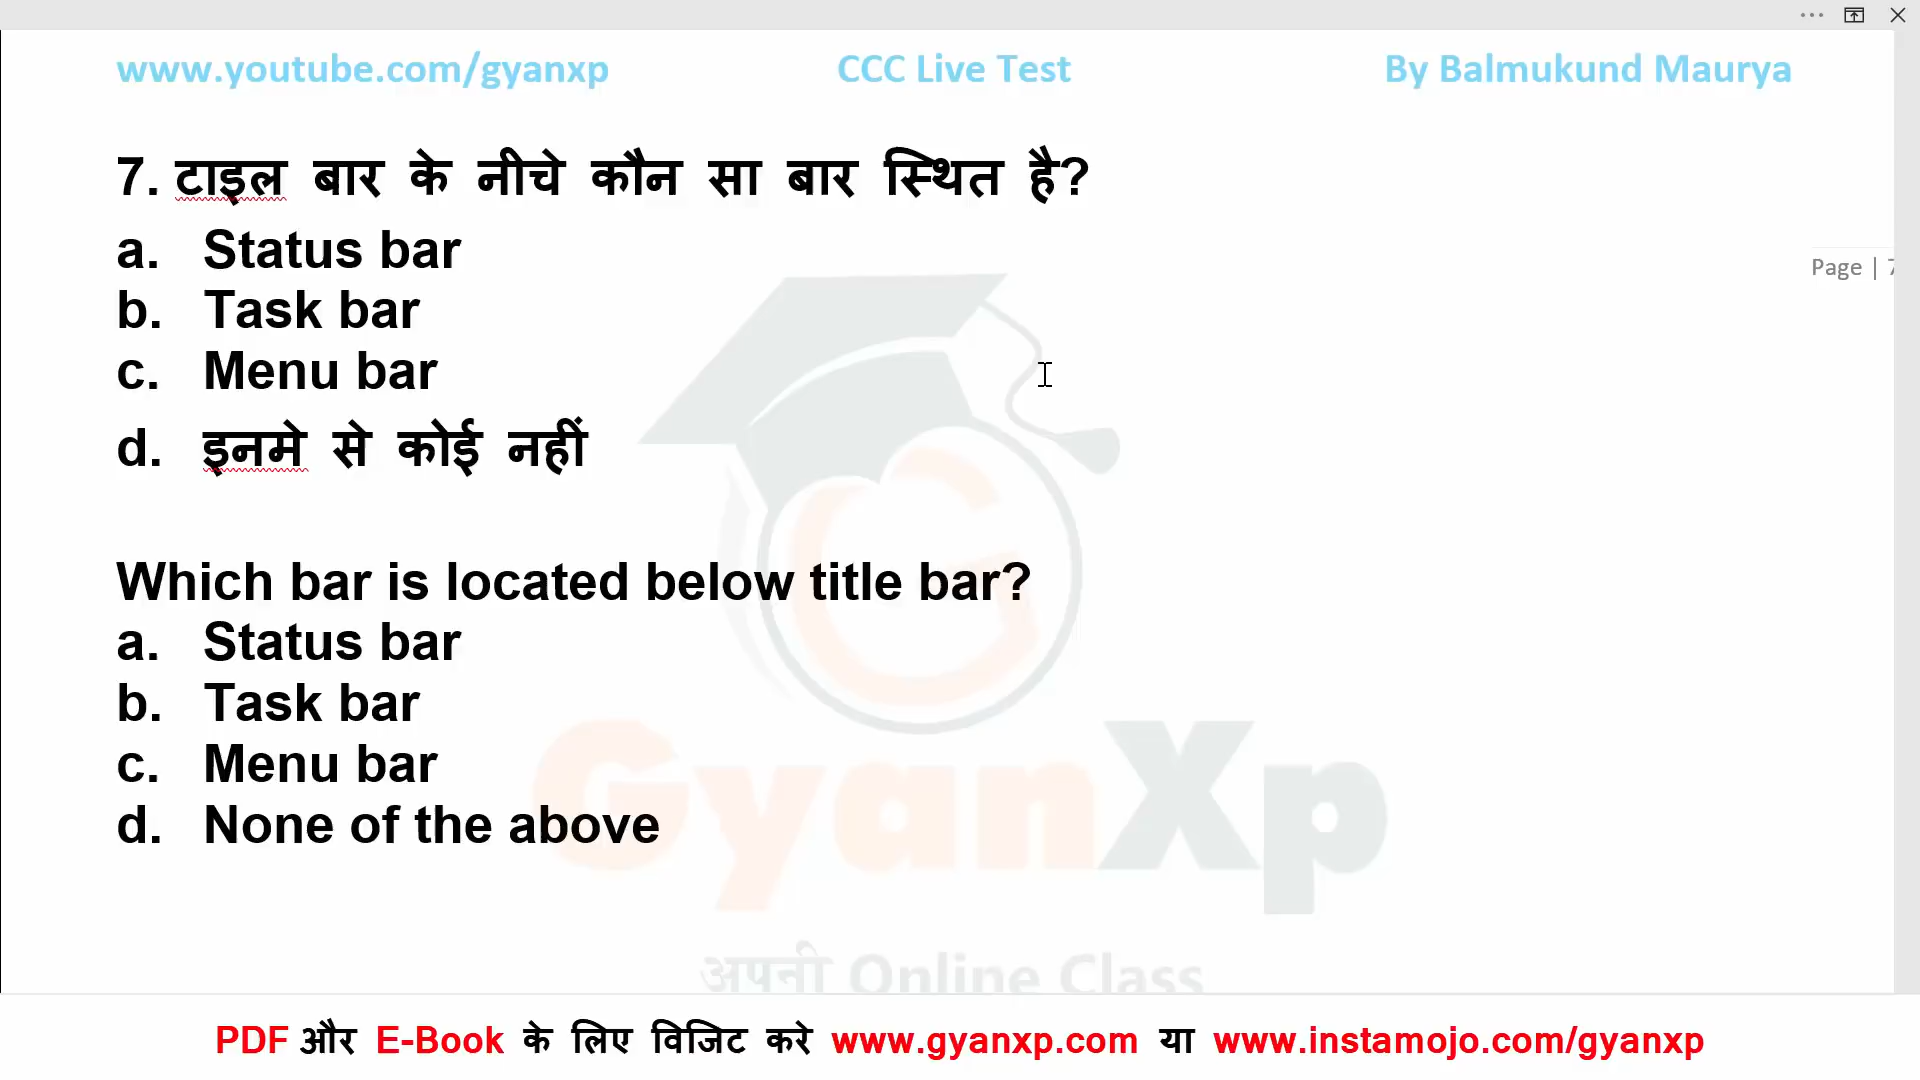 www.youtube.com/gyanxp CCC Live Test By Balmukund Maurya
7. टाइल बार के नीचे कौन सा बार स्थित है?
a. Status bar
Page | 7
b. Task bar
c. Menu bar
d. इनमे से कोई नहीं
Which bar is located below title bar?
a. Status bar
b. Task bar
c. Menu bar
d. None of the above
GyanXp
अपनी Online Class
PDF और E-Book के लिए विजिट करे www.gyanxp.com या www.instamojo.com/gyanxp